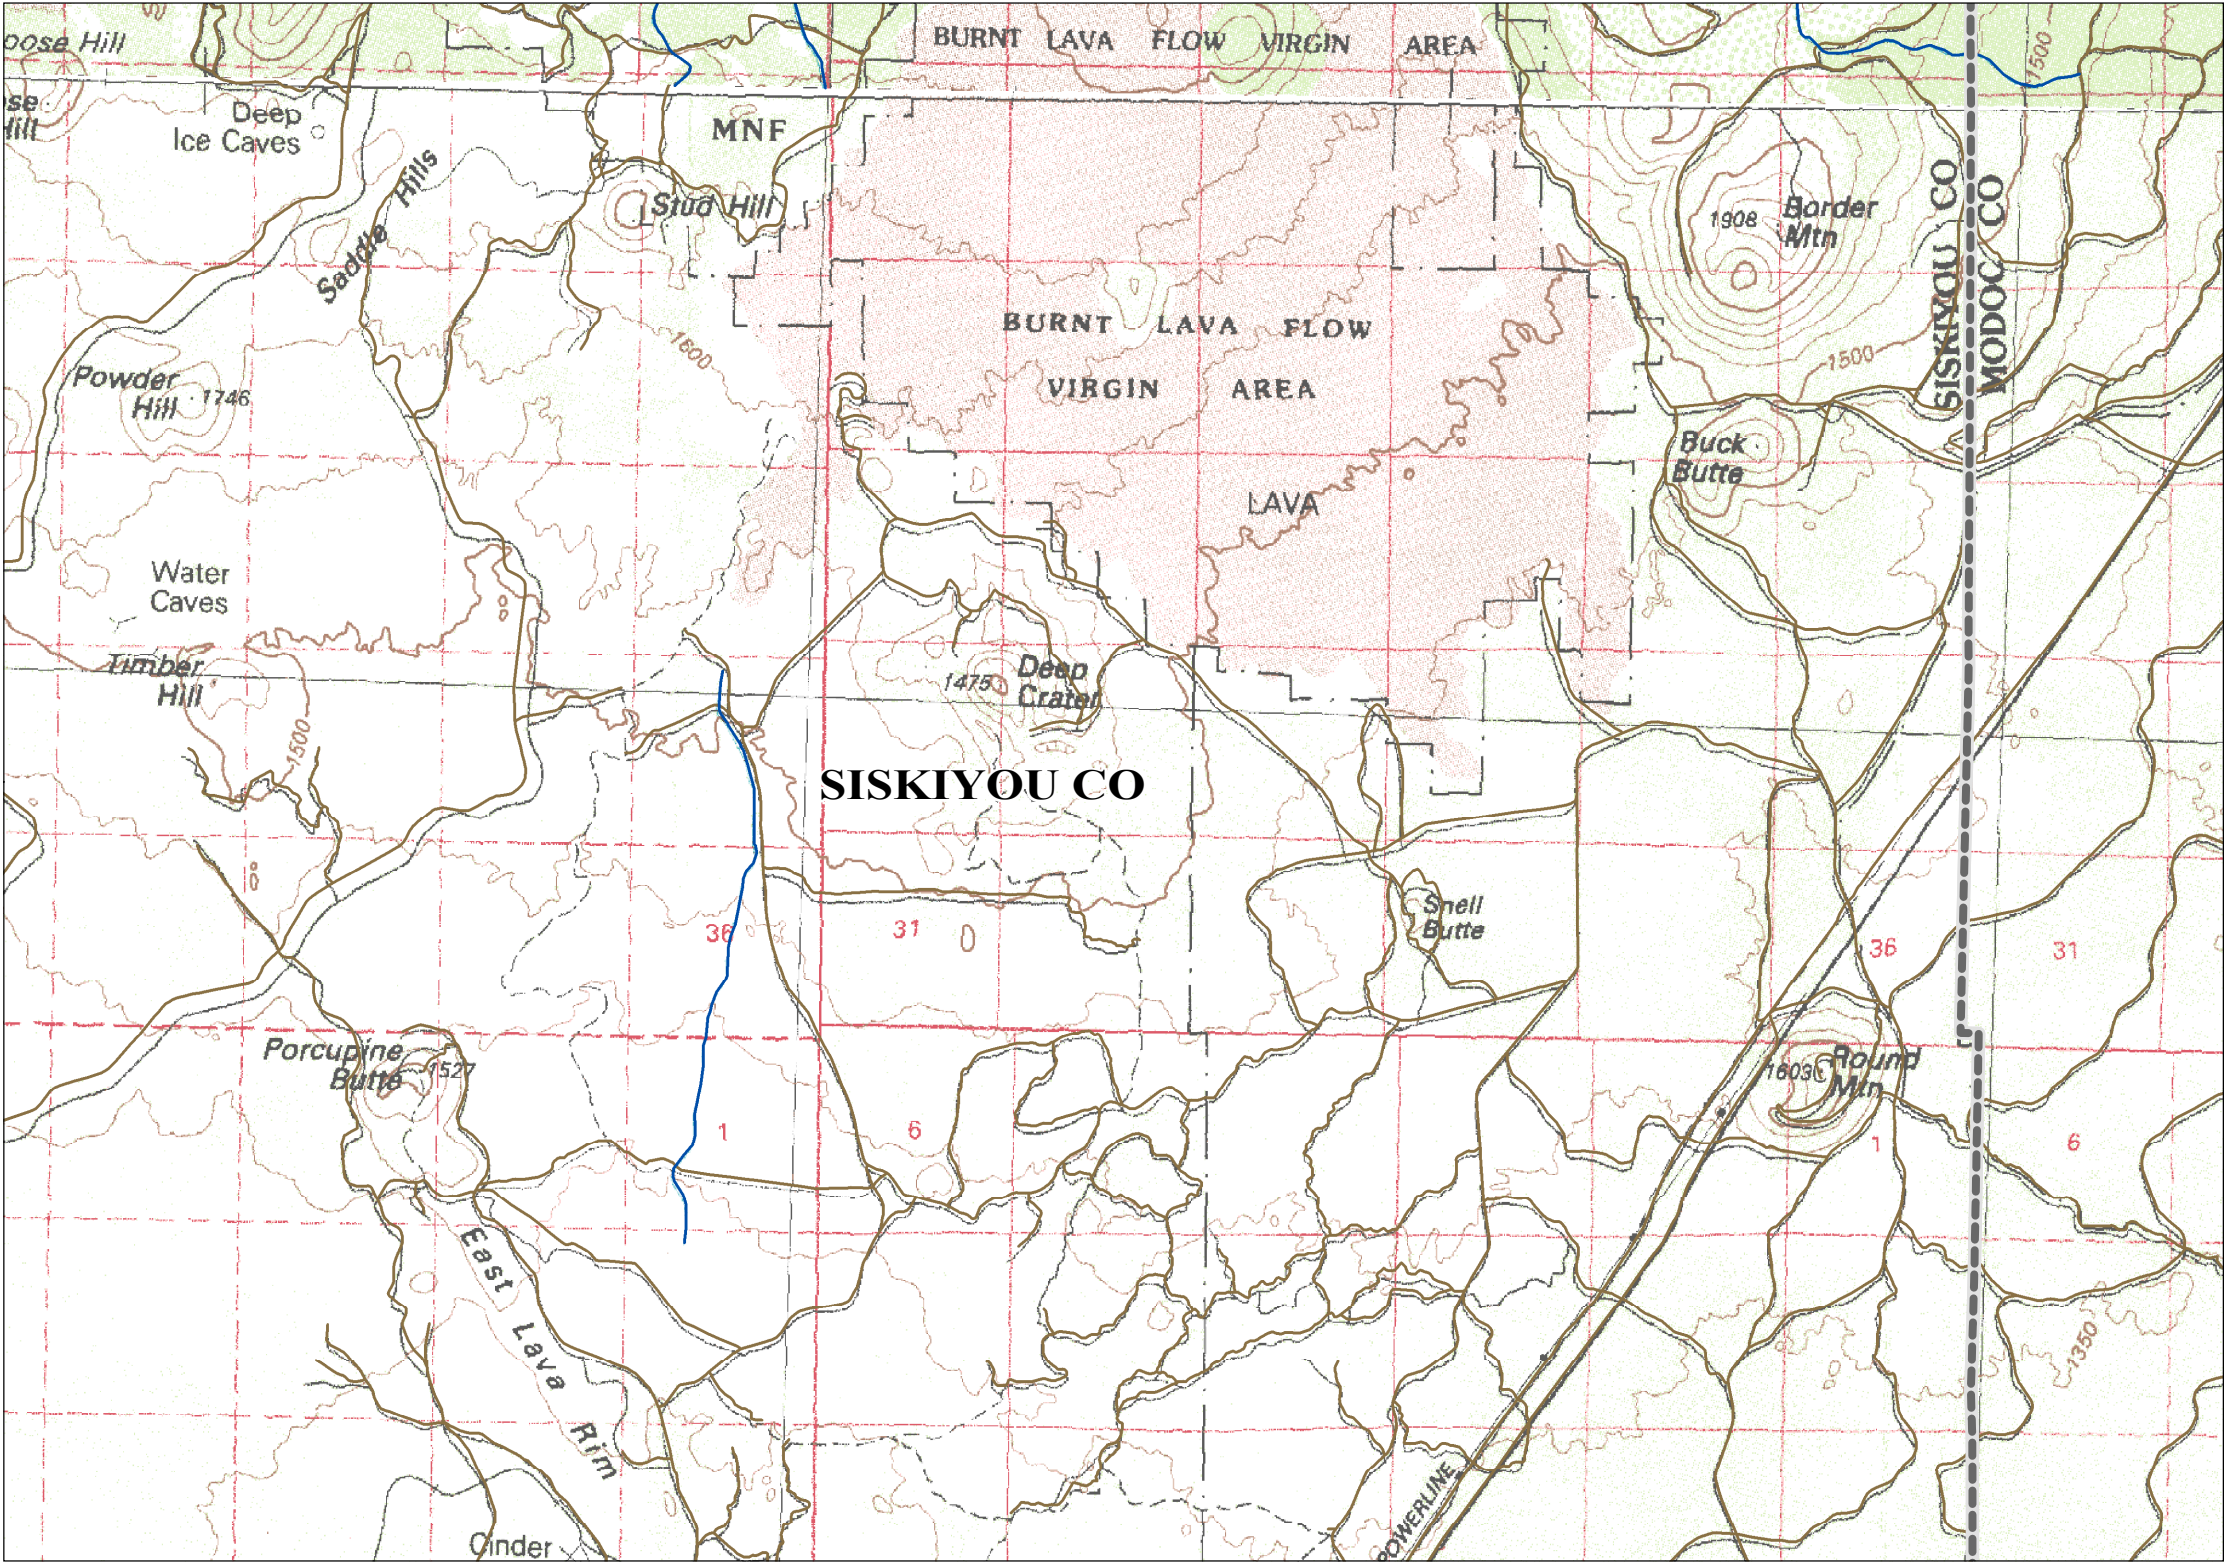 oose Hill
BURNT LAVA FLOW VIRGIN AREA
1500
se
Hill
Deep
Ice Caves
MNF
Saddle Hills
Stud Hill
1908
Border
Mtn
SISKIYOU CO
MODOC CO
1600
BURNT LAVA FLOW
VIRGIN AREA
1500
Powder
Hill
1746
Buck
Butte
LAVA
Water
Caves
Timber
Hill
1475
Deep
Crater
1500
SISKIYOU CO
Snell
Butte
36
31
36
31
Porcupine
Butte
1527
1603
Round
Mtn
1
6
1
6
East Lava Rim
1350
POWERLINE
Cinder